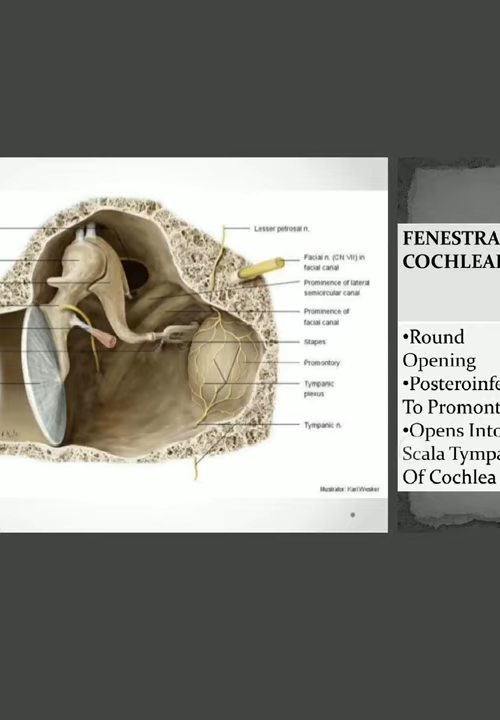 Lesser petrosal n.
Facial n. (CN VII) in
facial canal
Prominence of lateral
semicircular canal
Prominence of
facial canal
Stapes
Promontory
Tympanic
plexus
Tympanic n.
Illustrator: Karl Wesker
FENESTRA
COCHLEA
•Round
Opening
•Posteroinfe
To Promont
•Opens Into
Scala Tympa
Of Cochlea